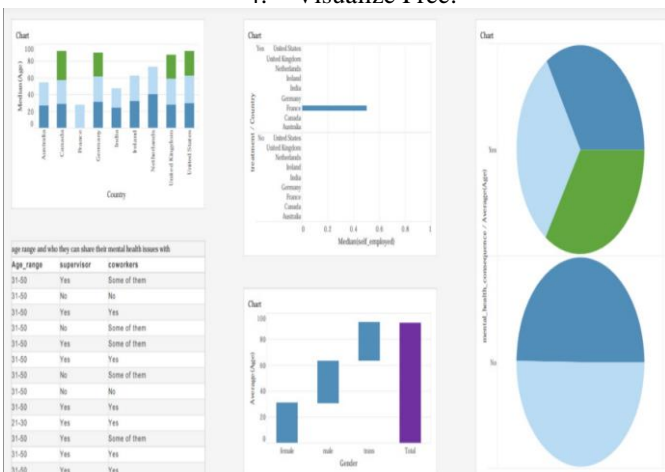 4. Visualize Free:
Chart
100
80
60
40
20
0
Median(Age)
Australia
Canada
France
Germany
India
Ireland
Netherlands
United Kingdom
United States
Country
Chart
treatment / Country
Yes
United States
United Kingdom
Netherlands
Ireland
India
Germany
France
Canada
Australia
No
United States
United Kingdom
Netherlands
Ireland
India
Germany
France
Canada
Australia
0 0.2 0.4 0.6 0.8 1
Median(self_employed)
Chart
mental_health_consequence / Average(Age)
Yes
No
age range and who they can share their mental health issues with
Age_range supervisor coworkers
31-50 Yes Some of them
31-50 No No
31-50 Yes Yes
31-50 No Some of them
31-50 Yes Some of them
31-50 Yes Yes
31-50 No Some of them
31-50 No No
31-50 Yes Yes
21-30 Yes Yes
31-50 Yes Some of them
31-50 Yes Yes
31-50 Yes Yes
Chart
100
80
60
40
20
0
Average(Age)
female
male
trans
Total
Gender